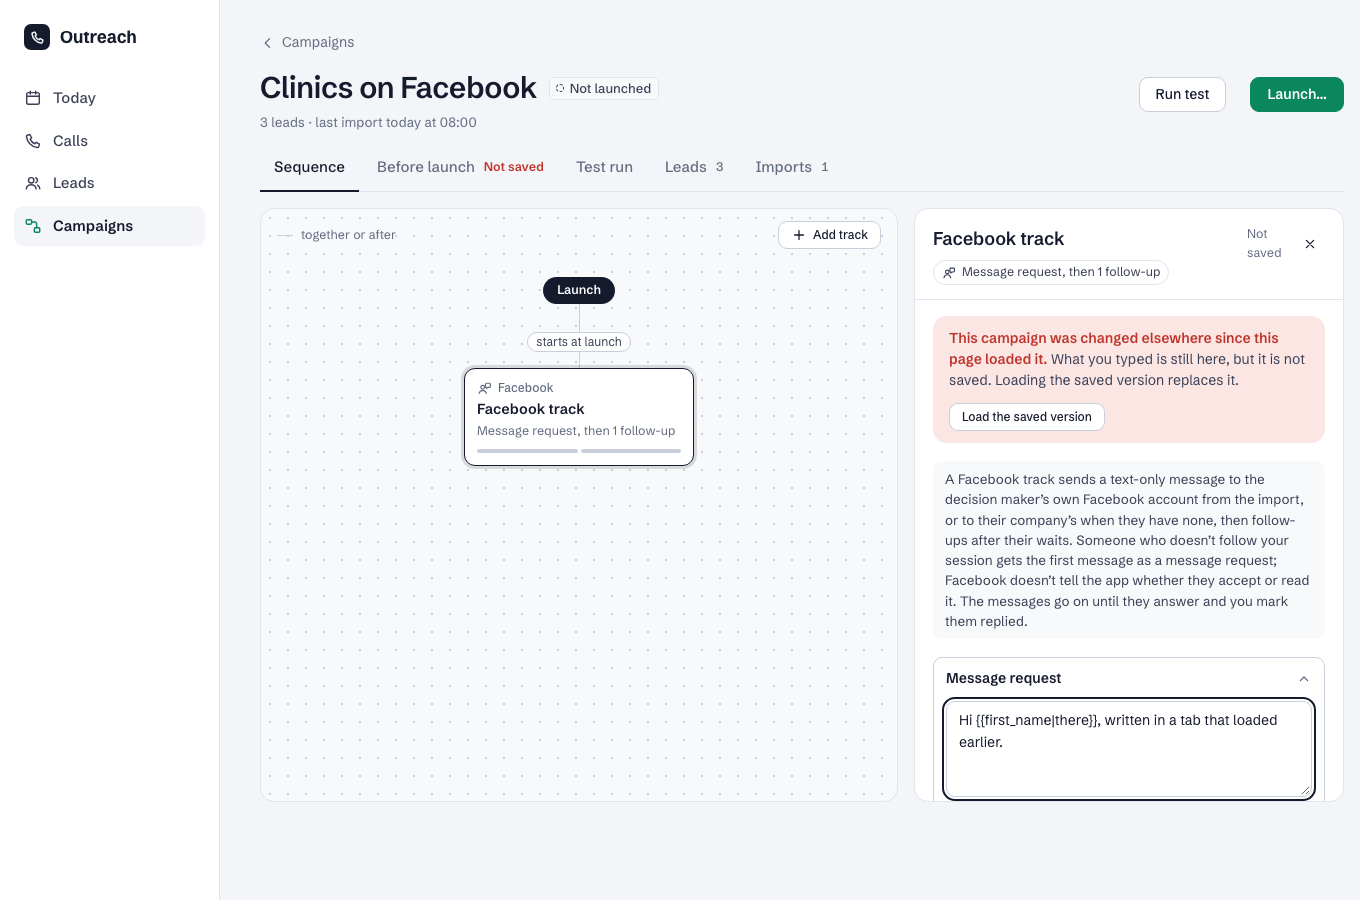 Outreach
Today
Calls
Leads
Campaigns
Campaigns
Clinics on Facebook
Not launched
3 leads · last import today at 08:00
Run test
Launch…
Sequence
Before launch Not saved
Test run
Leads 3
Imports 1
together or after
Add track
Launch
starts at launch
Facebook
Facebook track
Message request, then 1 follow-up
Facebook track
Not
saved
Message request, then 1 follow-up
This campaign was changed elsewhere since this
page loaded it. What you typed is still here, but it is not
saved. Loading the saved version replaces it.
Load the saved version
A Facebook track sends a text-only message to the
decision maker’s own Facebook account from the import,
or to their company’s when they have none, then follow-
ups after their waits. Someone who doesn’t follow your
session gets the first message as a message request;
Facebook doesn’t tell the app whether they accept or read
it. The messages go on until they answer and you mark
them replied.
Message request
Hi {{first_name|there}}, written in a tab that loaded
earlier.